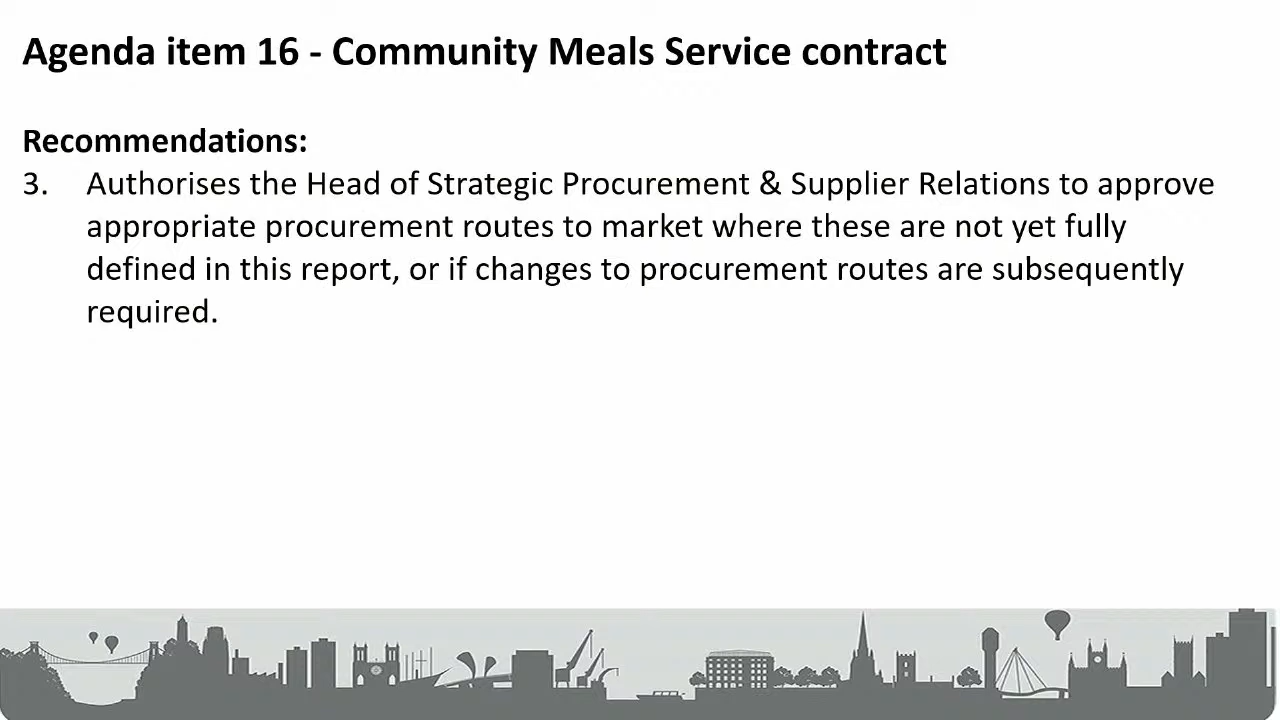 Agenda item 16 - Community Meals Service contract
Recommendations:
3. Authorises the Head of Strategic Procurement & Supplier Relations to approve
appropriate procurement routes to market where these are not yet fully
defined in this report, or if changes to procurement routes are subsequently
required.